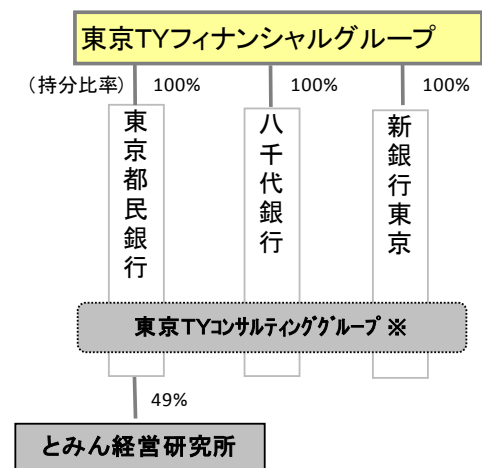 東京TYフィナンシャルグループ
(持分比率) 100% 100% 100%
東京都民銀行
八千代銀行
新銀行東京
東京TYコンサルティンググループ ※
49%
とみん経営研究所